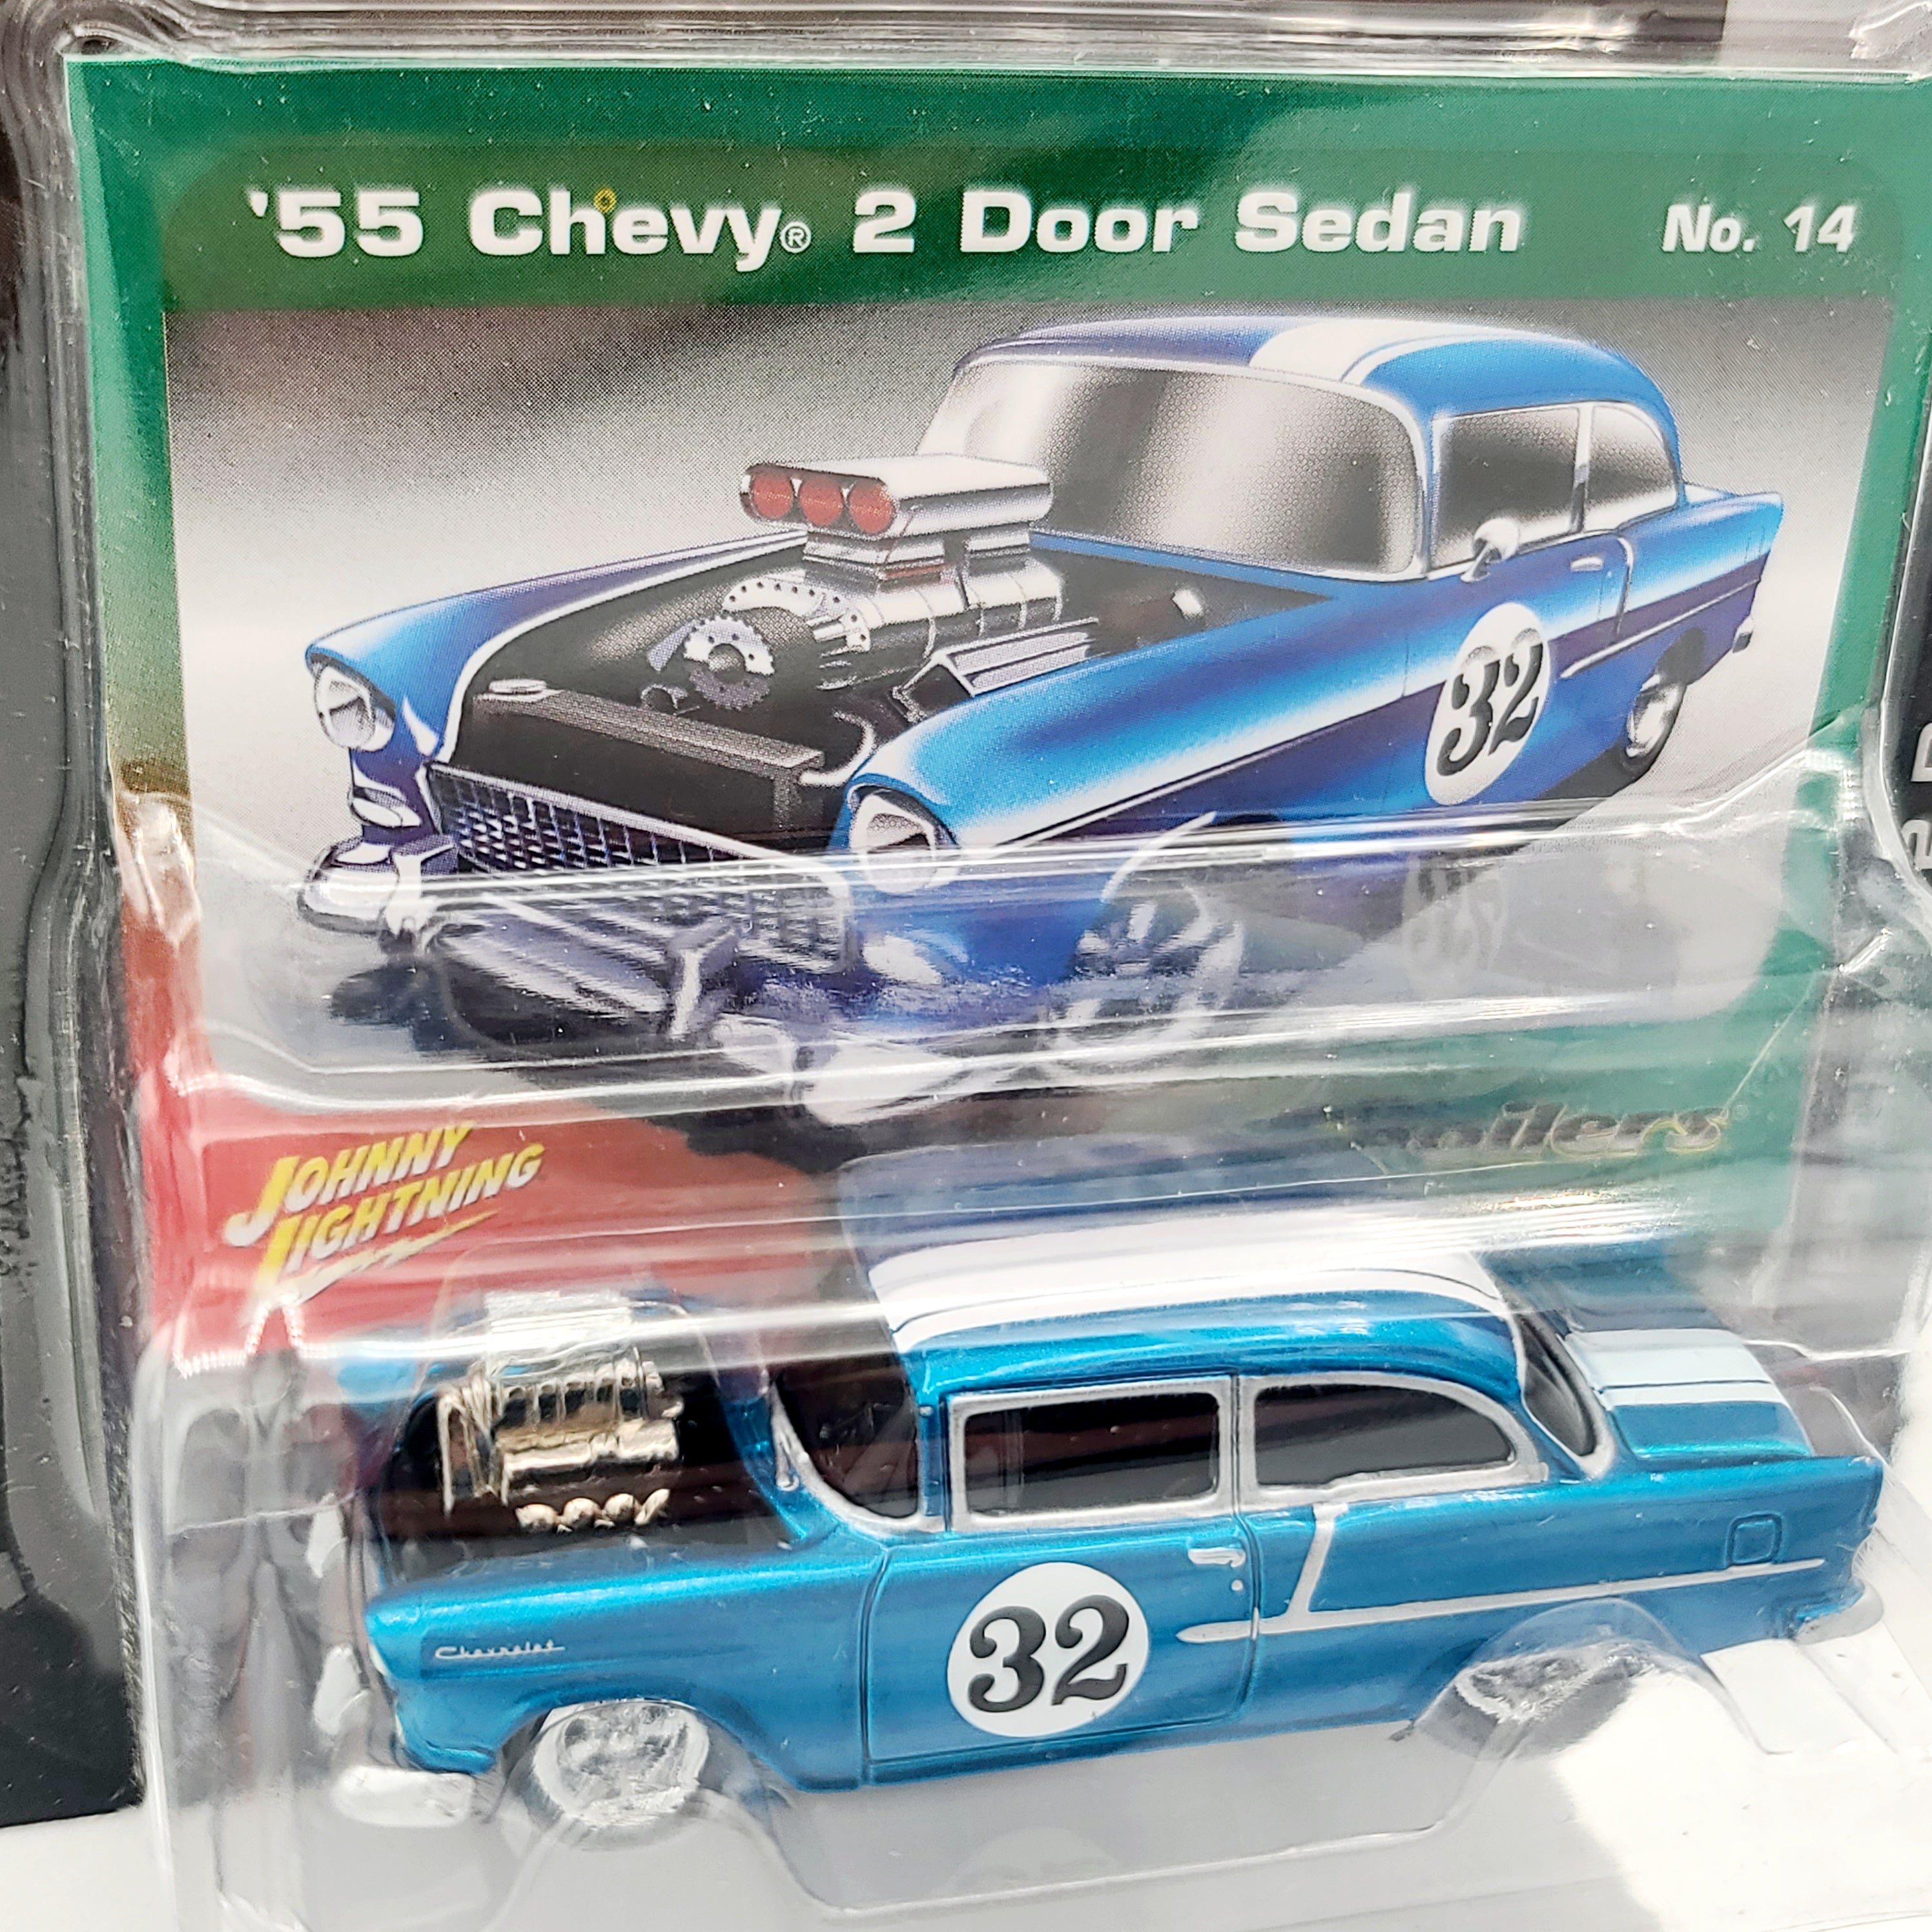 '55 Chevy® 2 Door Sedan No. 14
32
JOHNNY
LIGHTNING
Chevrolet
32